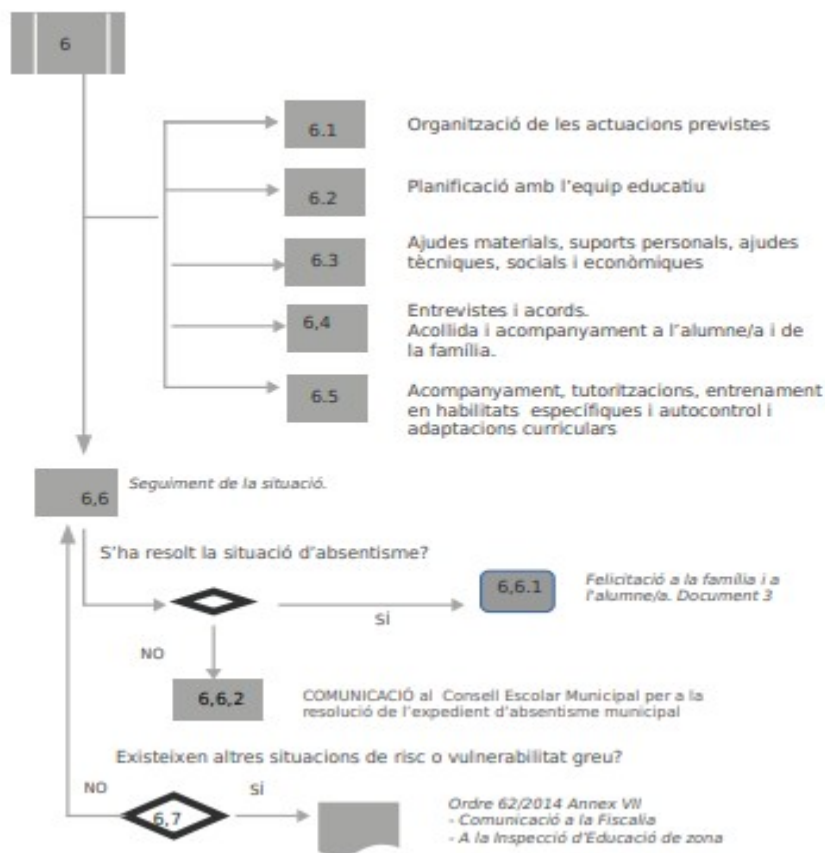 6
6.1
Organització de les actuacions previstes
6.2
Planificació amb l'equip educatiu
6.3
Ajudes materials, suports personals, ajudes
tècniques, socials i econòmiques
6,4
Entrevistes i acords.
Acollida i acompanyament a l'alumne/a i de
la família.
6.5
Acompanyament, tutoritzacions, entrenament
en habilitats específiques i autocontrol i
adaptacions curriculars
6,6
Seguiment de la situació.
S'ha resolt la situació d'absentisme?
6,6.1
Felicitació a la família i a
l'alumne/a. Document 3
SI
NO
6,6,2
COMUNICACIÓ al Consell Escolar Municipal per a la
resolució de l'expedient d'absentisme municipal
Existeixen altres situacions de risc o vulnerabilitat greu?
NO
6,7
sí
Ordre 62/2014 Annex VII
- Comunicació a la Fiscalia
- A la Inspecció d'Educació de zona